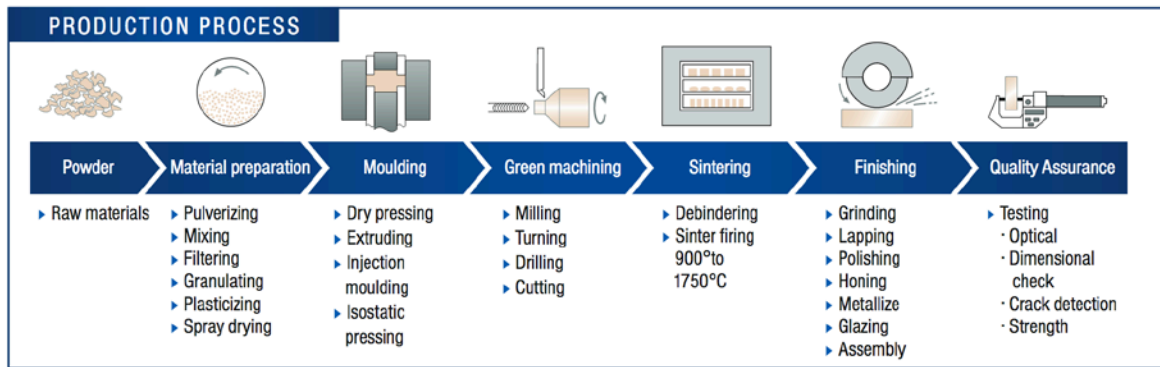 PRODUCTION PROCESS
Powder
Material preparation
Moulding
Green machining
Sintering
Finishing
Quality Assurance
Raw materials
Pulverizing
Mixing
Filtering
Granulating
Plasticizing
Spray drying
Dry pressing
Extruding
Injection
moulding
Isostatic
pressing
Milling
Turning
Drilling
Cutting
Debindering
Sinter firing
900°to
1750°C
Grinding
Lapping
Polishing
Honing
Metallize
Glazing
Assembly
Testing
· Optical
· Dimensional
check
· Crack detection
· Strength